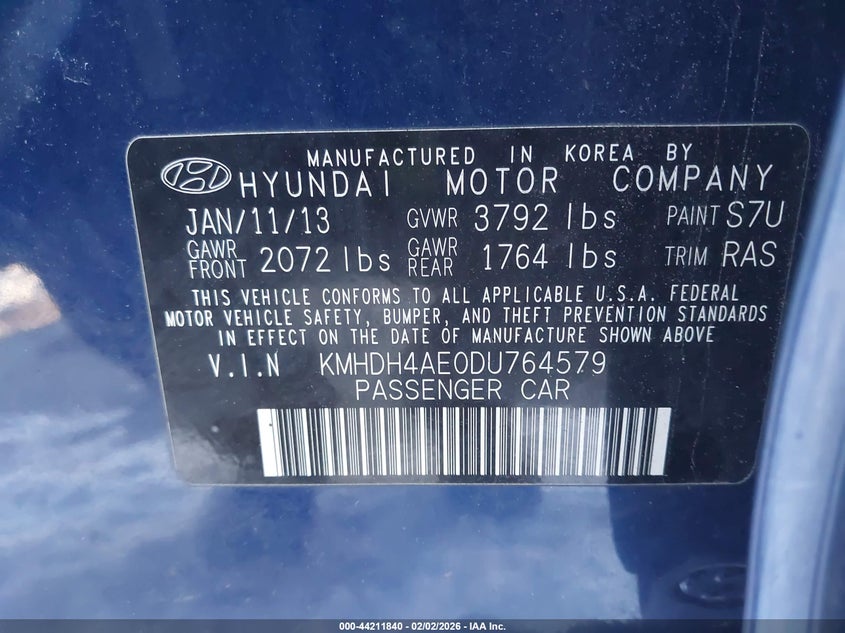 MANUFACTURED IN KOREA BY
HYUNDAI MOTOR COMPANY
JAN/11/13 GVWR 3792 lbs PAINT S7U
GAWR FRONT 2072 lbs GAWR REAR 1764 lbs TRIM RAS
THIS VEHICLE CONFORMS TO ALL APPLICABLE U.S.A. FEDERAL
MOTOR VEHICLE SAFETY, BUMPER, AND THEFT PREVENTION STANDARDS
IN EFFECT ON THE DATE OF MANUFACTURE SHOWN ABOVE
V.I.N KMHDH4AE0DU764579
PASSENGER CAR
000-44211840 - 02/02/2026 - IAA Inc.